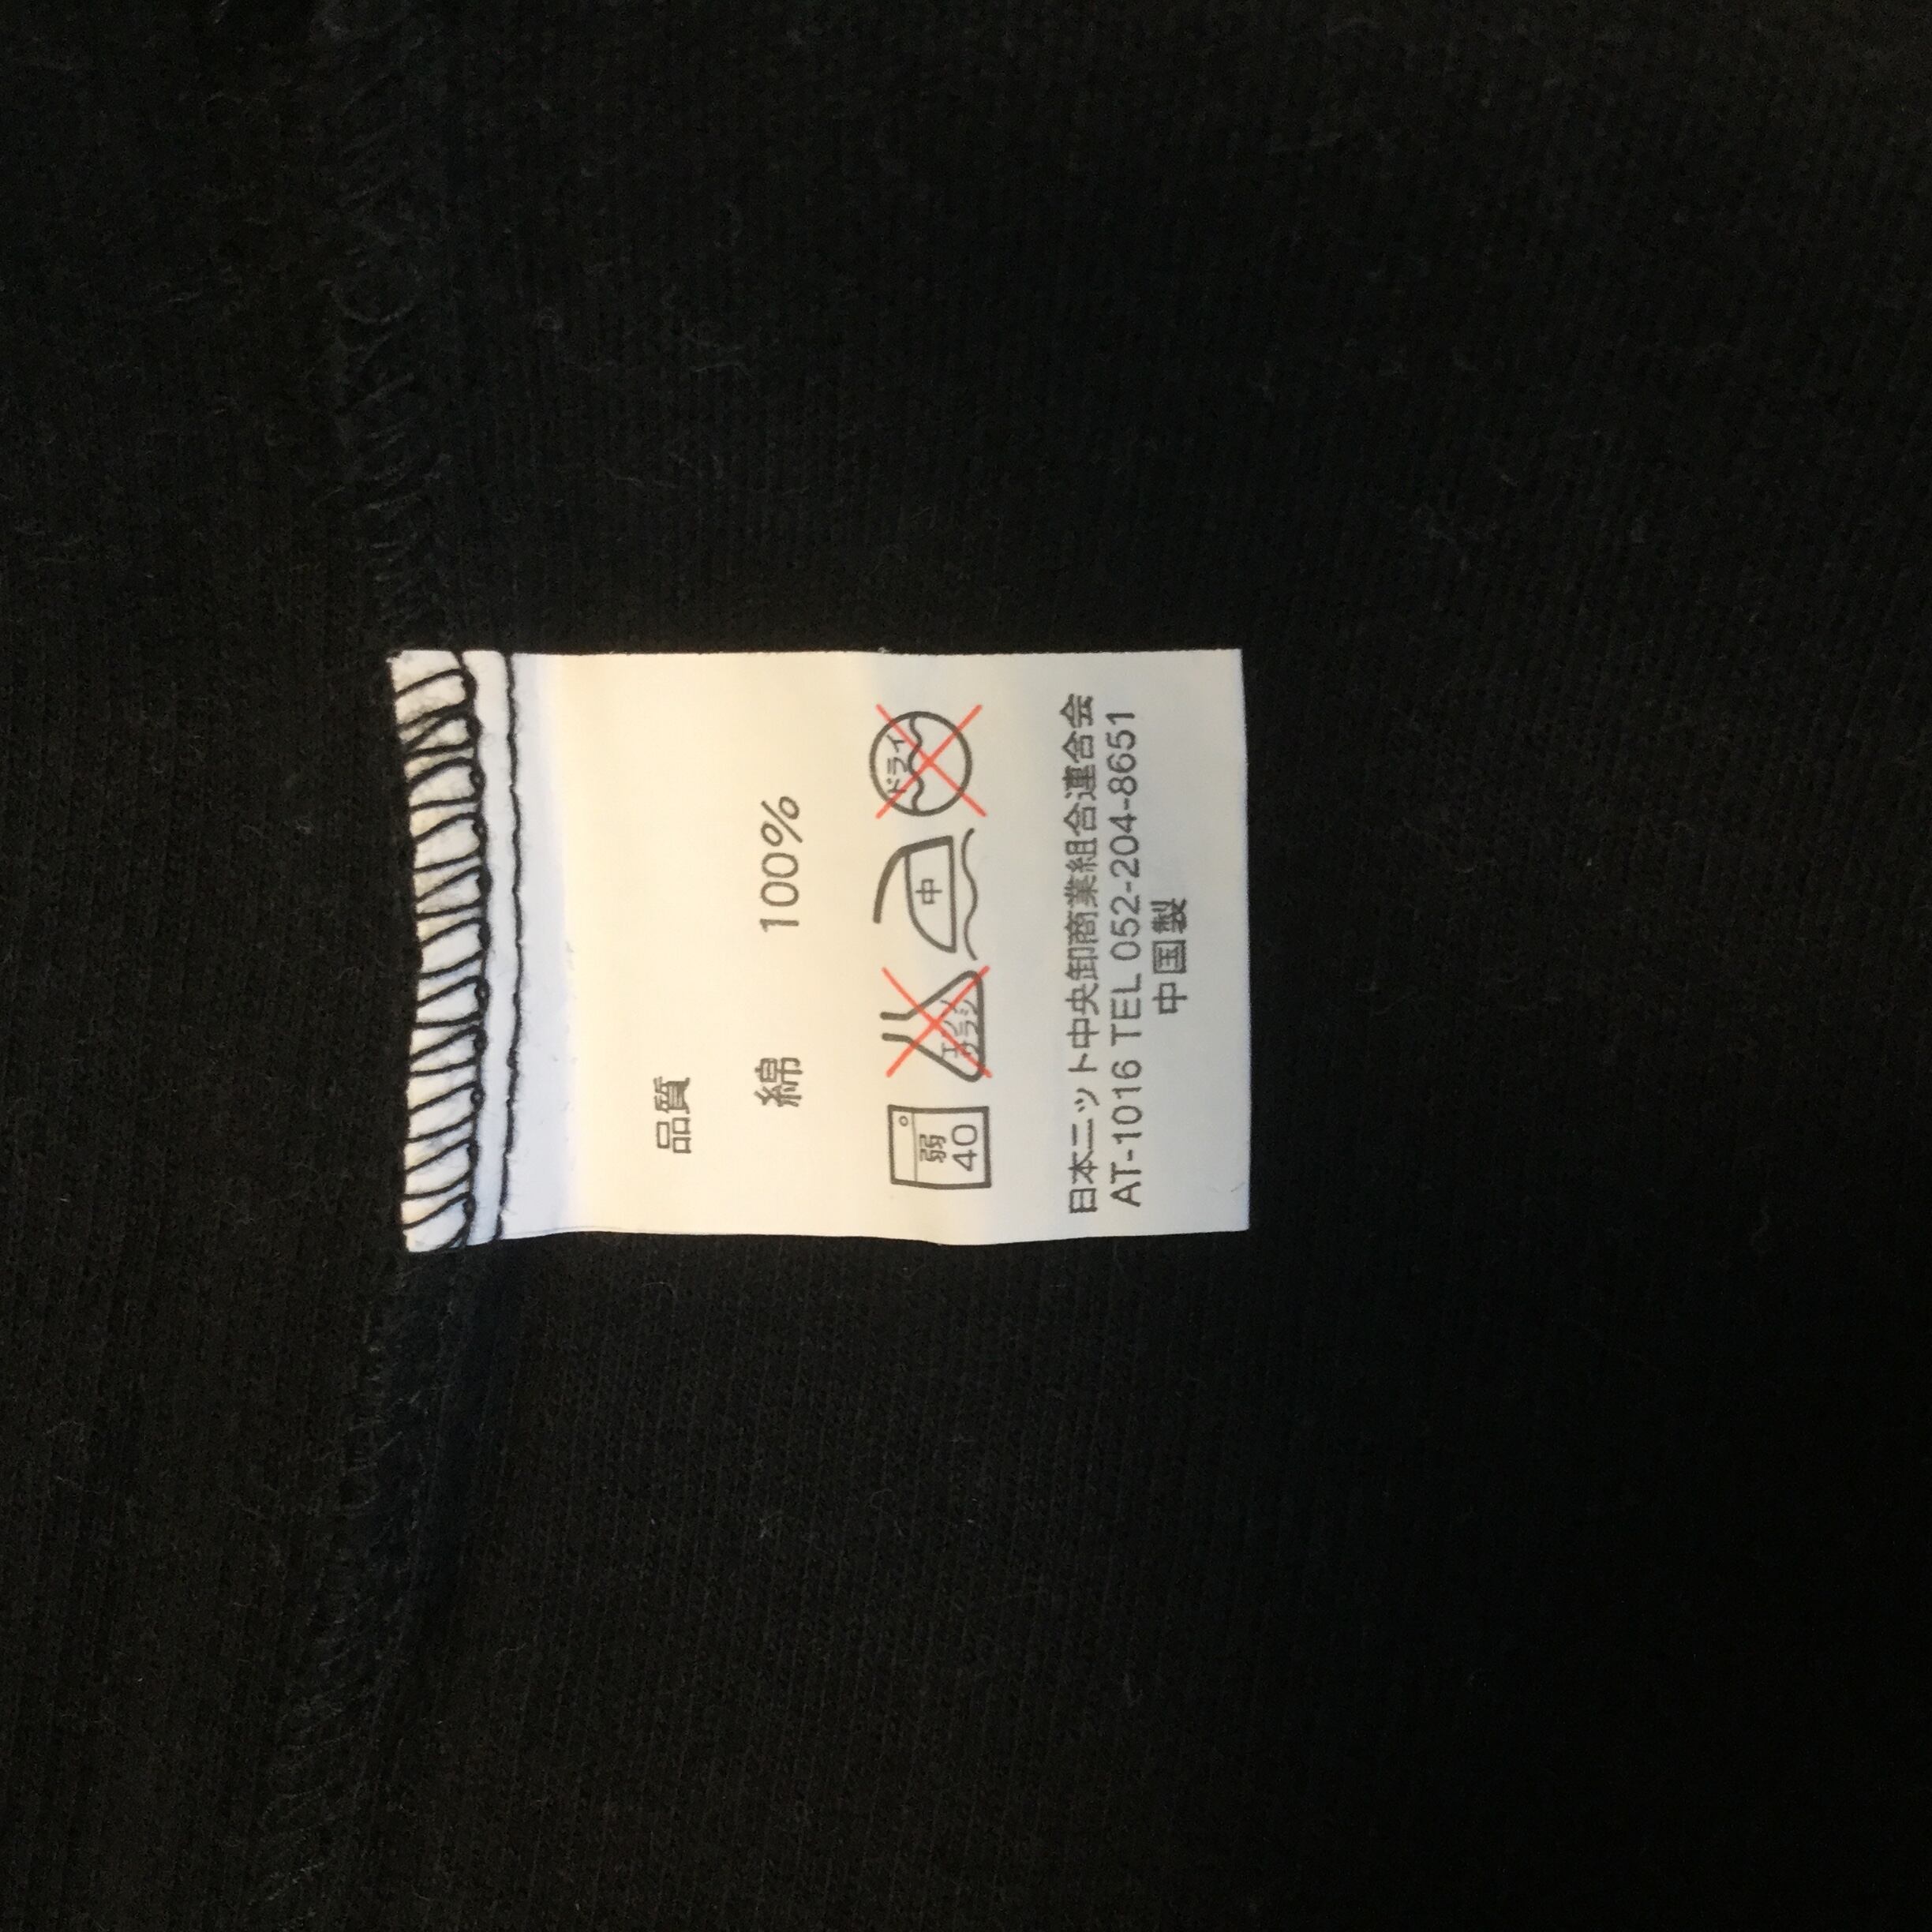 品質
綿 100%
弱
40
エンソ
サラシ
中
ドライ
日本ニット中央卸商業組合連合会
AT-1016 TEL 052-204-8651
中国製